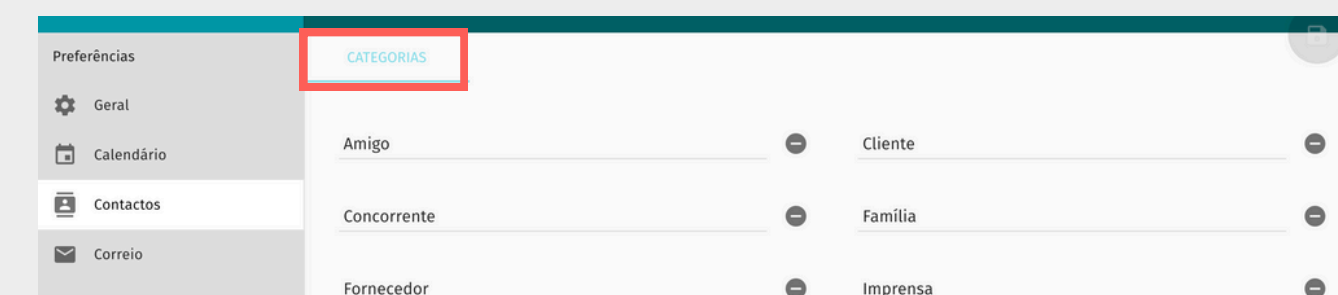 Preferências
CATEGORIAS
Geral
Calendário
Contactos
Correio
Amigo
Cliente
Concorrente
Família
Fornecedor
Imprensa